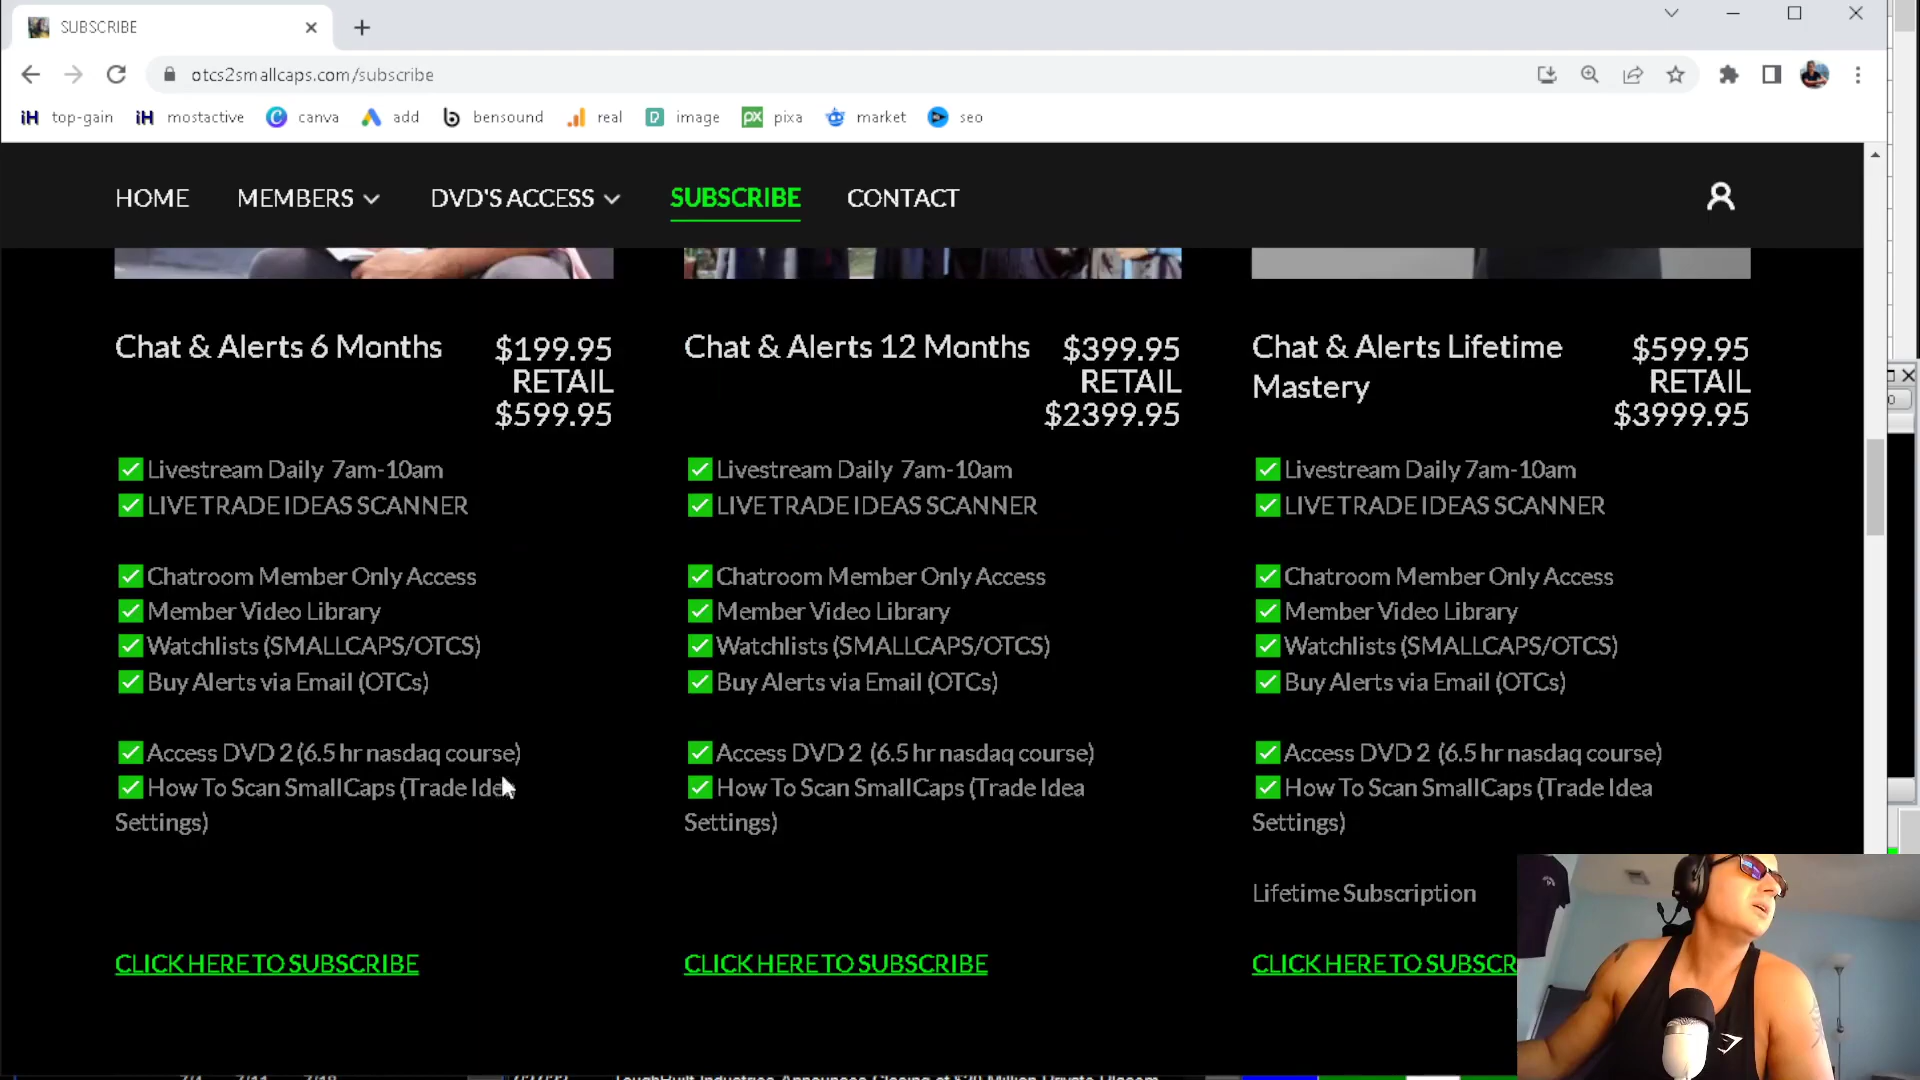 SUBSCRIBE
otcs2smallcaps.com/subscribe
iH top-gain iH mostactive canva add bensound real image px pixa market seo
HOME MEMBERS DVD'S ACCESS SUBSCRIBE CONTACT
Chat & Alerts 6 Months
$199.95
RETAIL
$599.95
✅Livestream Daily 7am-10am
✅LIVE TRADE IDEAS SCANNER
✅Chatroom Member Only Access
✅Member Video Library
✅Watchlists (SMALLCAPS/OTCS)
✅Buy Alerts via Email (OTCs)
✅Access DVD 2 (6.5 hr nasdaq course)
✅How To Scan SmallCaps (Trade Idea
Settings)
CLICK HERE TO SUBSCRIBE
Chat & Alerts 12 Months
$399.95
RETAIL
$2399.95
✅Livestream Daily 7am-10am
✅LIVE TRADE IDEAS SCANNER
✅Chatroom Member Only Access
✅Member Video Library
✅Watchlists (SMALLCAPS/OTCS)
✅Buy Alerts via Email (OTCs)
✅Access DVD 2 (6.5 hr nasdaq course)
✅How To Scan SmallCaps (Trade Idea
Settings)
CLICK HERE TO SUBSCRIBE
Chat & Alerts Lifetime
Mastery
$599.95
RETAIL
$3999.95
✅Livestream Daily 7am-10am
✅LIVE TRADE IDEAS SCANNER
✅Chatroom Member Only Access
✅Member Video Library
✅Watchlists (SMALLCAPS/OTCS)
✅Buy Alerts via Email (OTCs)
✅Access DVD 2 (6.5 hr nasdaq course)
✅How To Scan SmallCaps (Trade Idea
Settings)
Lifetime Subscription
CLICK HERE TO SUBSCR